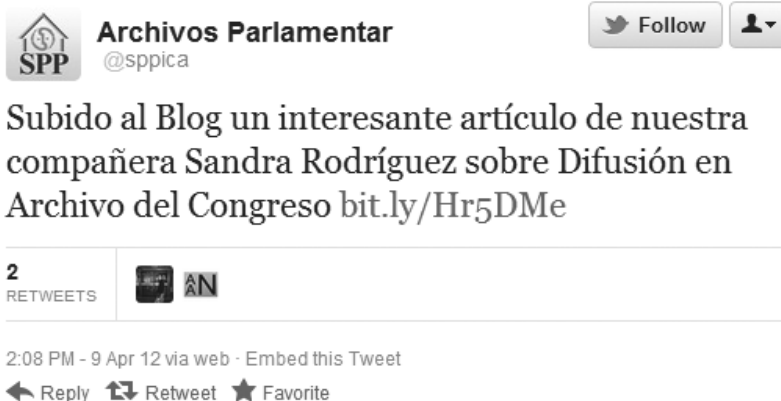 SPP
Archivos Parlamentar
@sppica
Follow
Subido al Blog un interesante artículo de nuestra
compañera Sandra Rodríguez sobre Difusión en
Archivo del Congreso bit.ly/Hr5DMe
2
RETWEETS
AAN
2:08 PM - 9 Apr 12 via web · Embed this Tweet
Reply Retweet Favorite